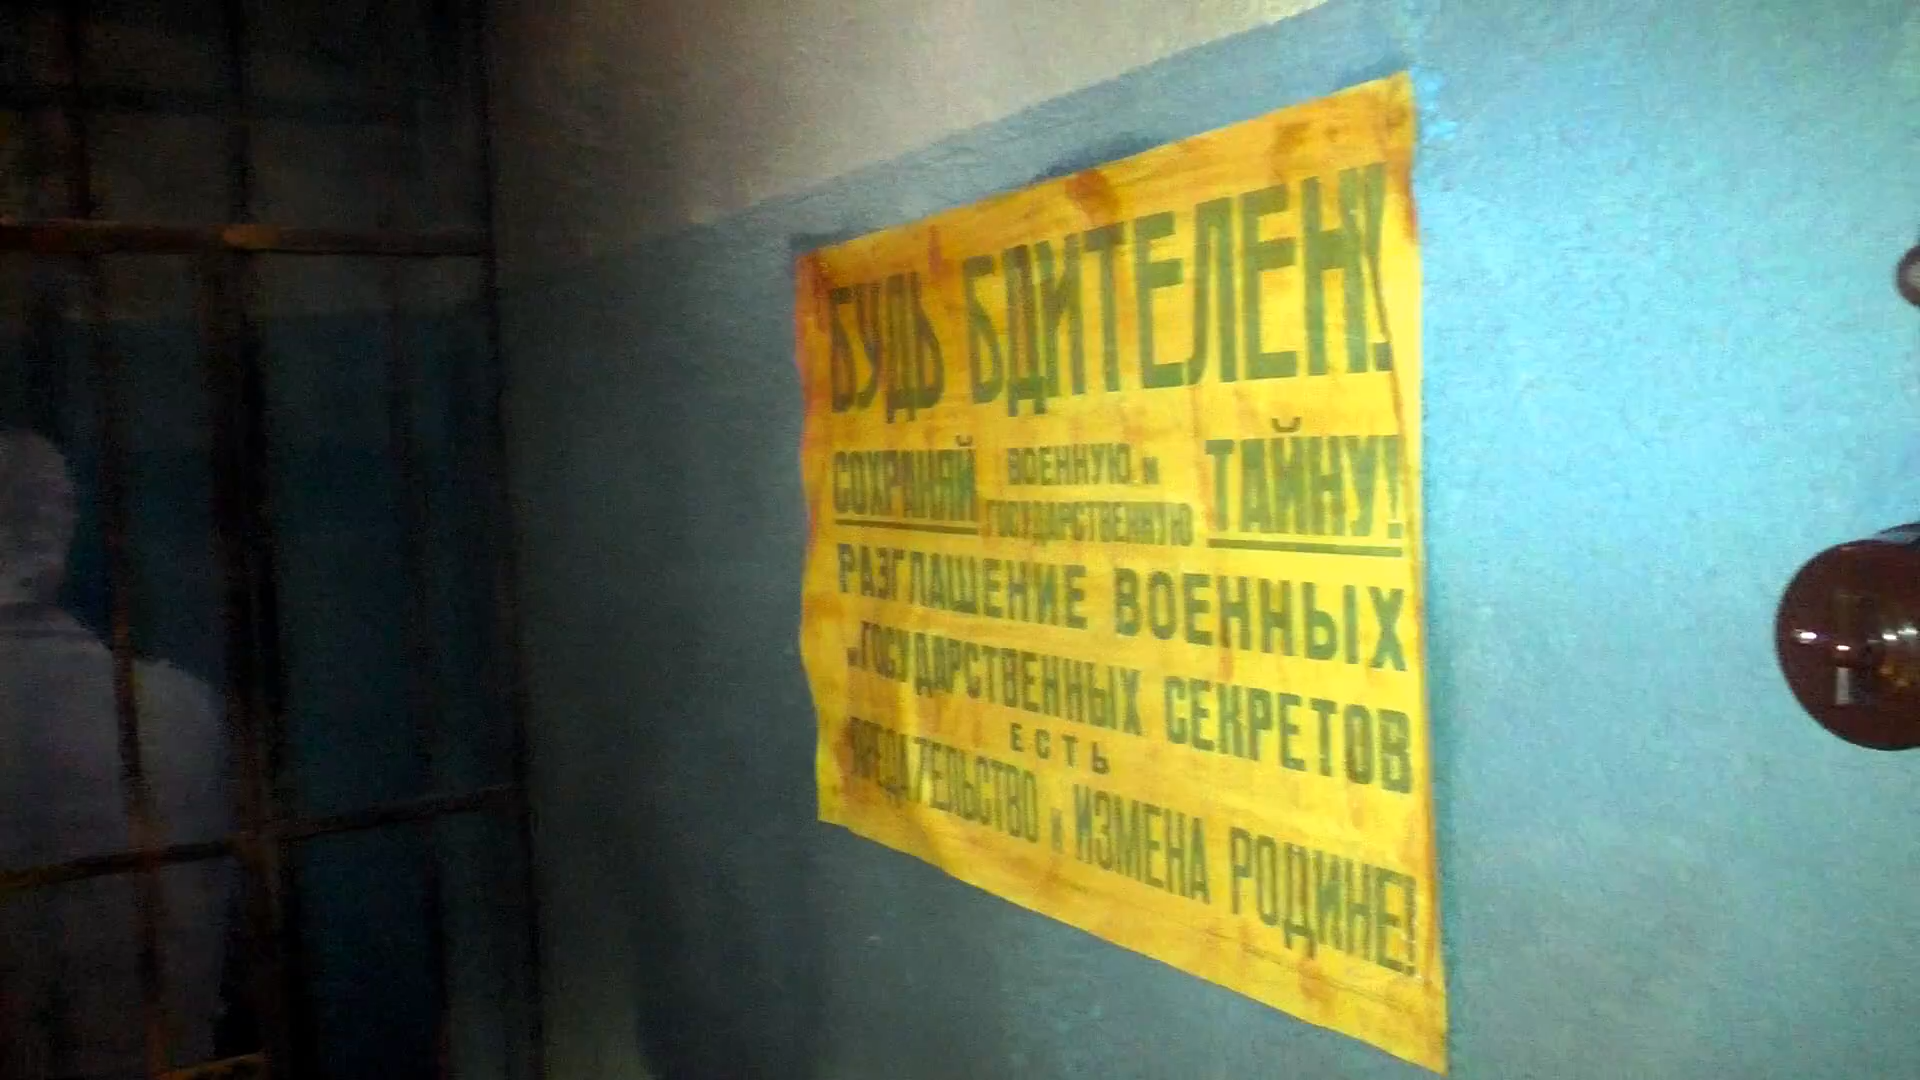 БУДЬ БДИТЕЛЕН!
СОХРАНЯЙ ВОЕННУЮ и ГОСУДАРСТВЕННУЮ ТАЙНУ!
РАЗГЛАШЕНИЕ ВОЕННЫХ
и ГОСУДАРСТВЕННЫХ СЕКРЕТОВ
ЕСТЬ
ПРЕДАТЕЛЬСТВО и ИЗМЕНА РОДИНЕ!